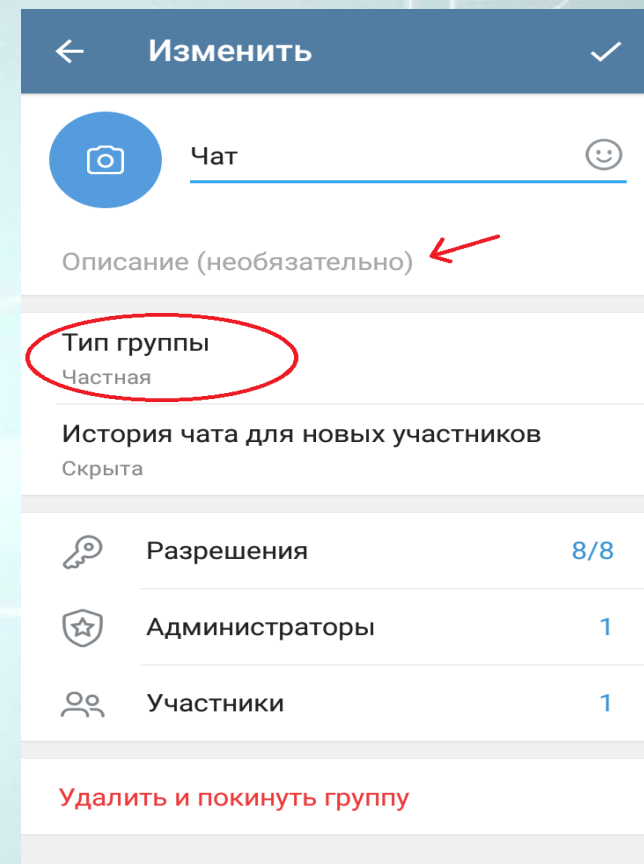 Изменить
Чат
Описание (необязательно)
Тип группы
Частная
История чата для новых участников
Скрыта
Разрешения 8/8
Администраторы 1
Участники 1
Удалить и покинуть группу